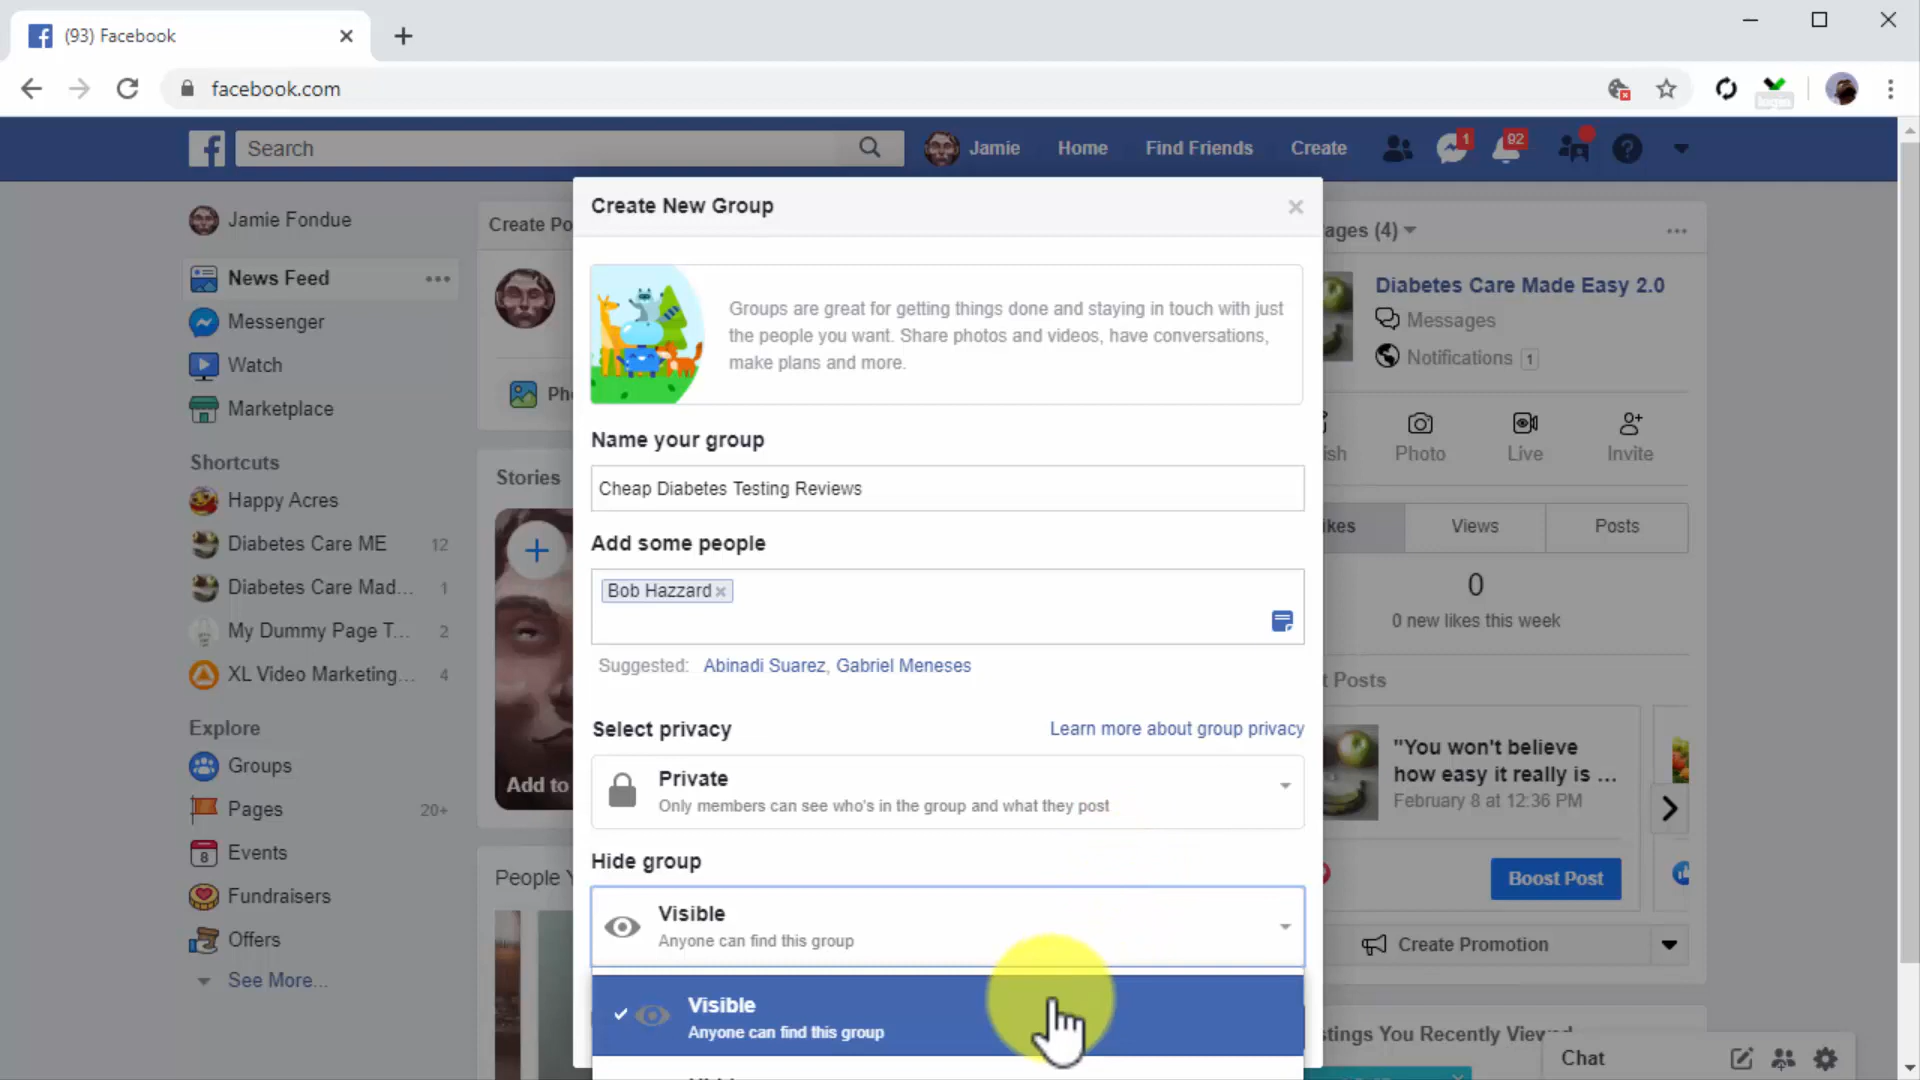 (93) Facebook
facebook.com
login
Search
Jamie
Home
Find Friends
Create
1
92
Jamie Fondue
News Feed
Messenger
Watch
Marketplace
Shortcuts
Happy Acres
Diabetes Care ME 12
Diabetes Care Mad... 1
My Dummy Page T... 2
XL Video Marketing... 4
Explore
Groups
Pages 20+
8
Events
Fundraisers
Offers
See More...
Create Po
Pho
Stories
Add to
People Y
Create New Group
Groups are great for getting things done and staying in touch with just
the people you want. Share photos and videos, have conversations,
make plans and more.
Name your group
Cheap Diabetes Testing Reviews
Add some people
Bob Hazzard
Suggested: Abinadi Suarez, Gabriel Meneses
Select privacy
Learn more about group privacy
Private
Only members can see who's in the group and what they post
Hide group
Visible
Anyone can find this group
Visible
Anyone can find this group
ages (4)
Diabetes Care Made Easy 2.0
Messages
Notifications 1
ish
Photo
Live
Invite
ikes
Views
Posts
0
0 new likes this week
t Posts
"You won't believe
how easy it really is ...
February 8 at 12:36 PM
Boost Post
Create Promotion
tings You Recently View
Chat